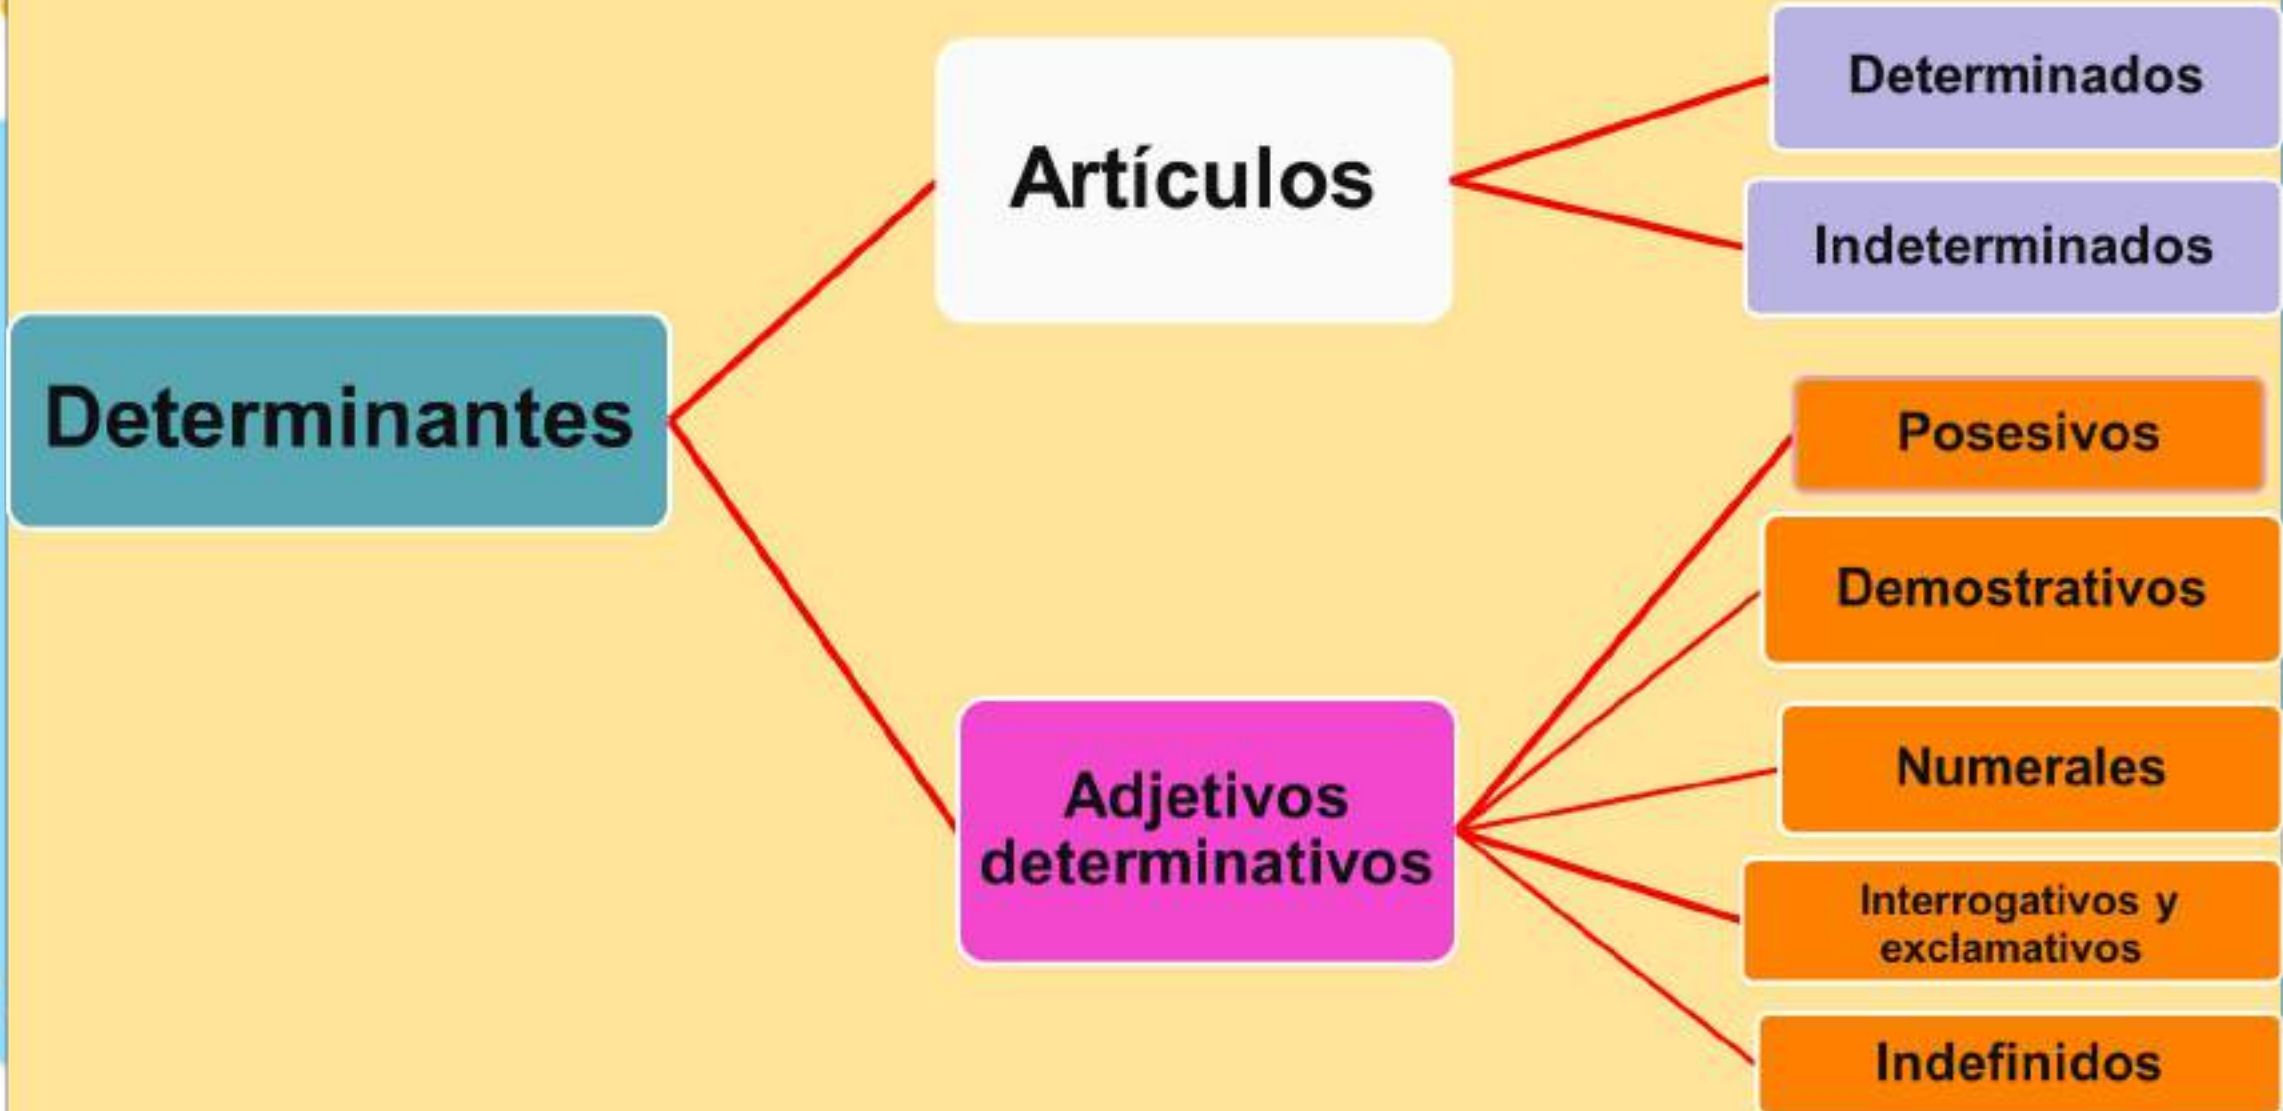 Determinantes
Artículos
Determinados
Indeterminados
Adjetivos
determinativos
Posesivos
Demostrativos
Numerales
Interrogativos y
exclamativos
Indefinidos